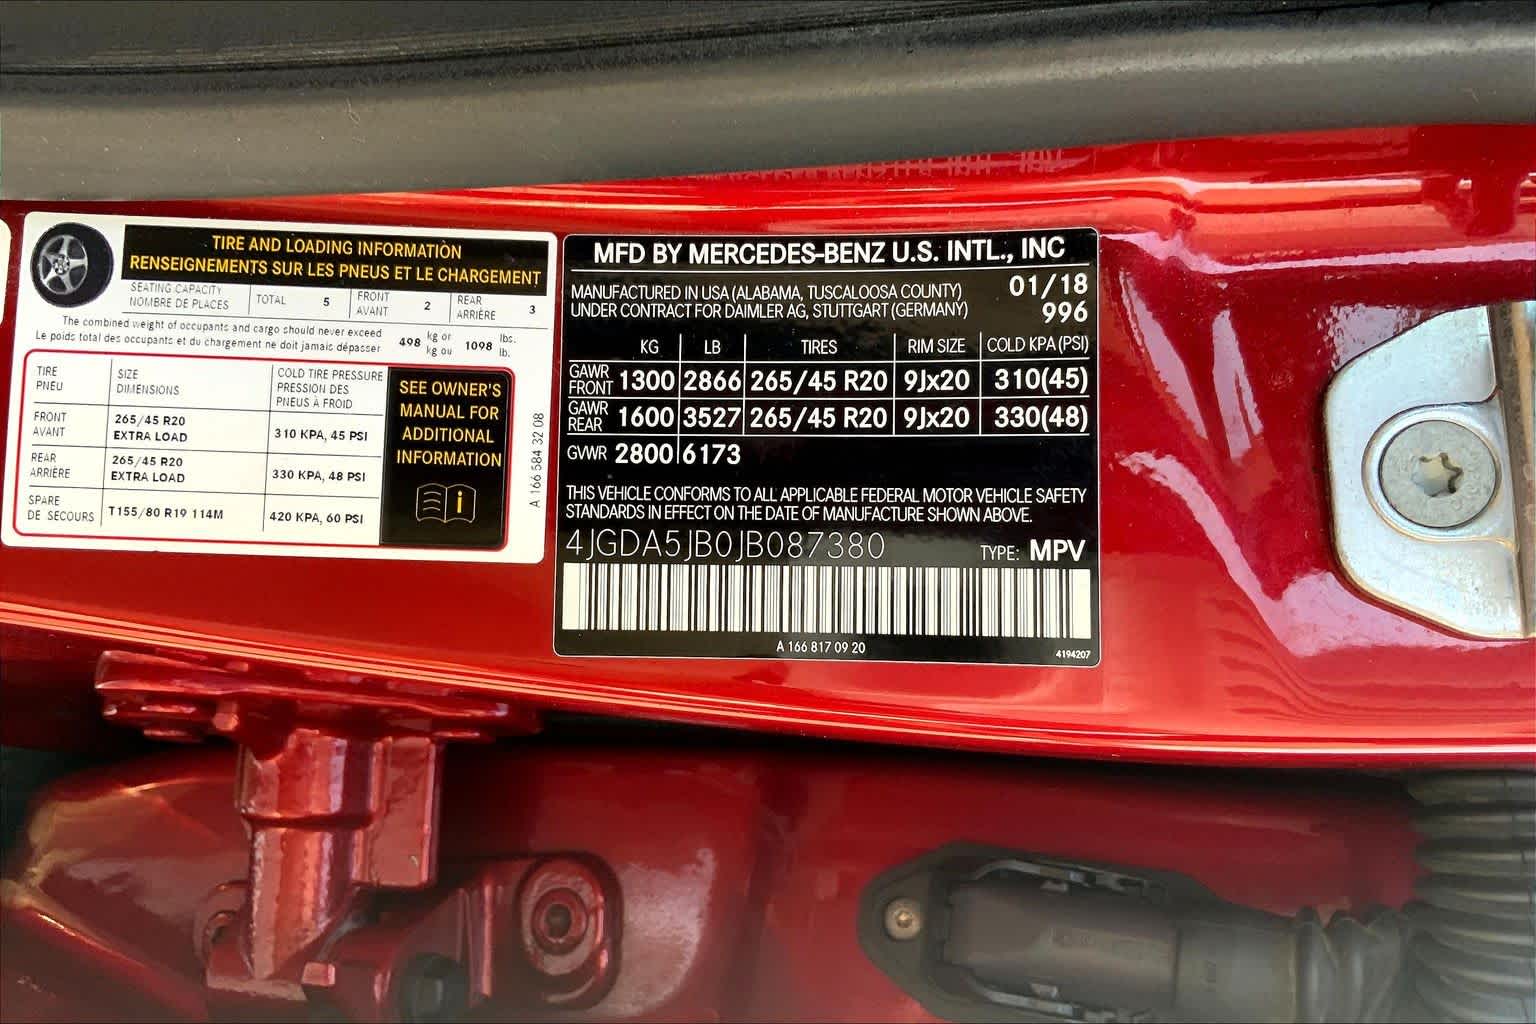 TIRE AND LOADING INFORMATION
RENSEIGNEMENTS SUR LES PNEUS ET LE CHARGEMENT
SEATING CAPACITY
NOMBRE DE PLACES
TOTAL 5
FRONT
AVANT
2
REAR
ARRIÈRE
3
The combined weight of occupants and cargo should never exceed
Le poids total des occupants et du chargement ne doit jamais dépasser
498
kg or
kg ou
1098
lbs.
lb.
TIRE
PNEU
SIZE
DIMENSIONS
COLD TIRE PRESSURE
PRESSION DES
PNEUS À FROID
FRONT
AVANT
265/45 R20
EXTRA LOAD
310 KPA, 45 PSI
REAR
ARRIÈRE
265/45 R20
EXTRA LOAD
330 KPA, 48 PSI
SPARE
DE SECOURS
T155/80 R19 114M
420 KPA, 60 PSI
SEE OWNER'S
MANUAL FOR
ADDITIONAL
INFORMATION
i
A 166 584 32 08
MFD BY MERCEDES-BENZ U.S. INTL., INC
MANUFACTURED IN USA (ALABAMA, TUSCALOOSA COUNTY) 01/18
UNDER CONTRACT FOR DAIMLER AG, STUTTGART (GERMANY) 996
KG LB TIRES RIM SIZE COLD KPA (PSI)
GAWR
FRONT
1300 2866 265/45 R20 9Jx20 310(45)
GAWR
REAR
1600 3527 265/45 R20 9Jx20 330(48)
GVWR 2800 6173
THIS VEHICLE CONFORMS TO ALL APPLICABLE FEDERAL MOTOR VEHICLE SAFETY
STANDARDS IN EFFECT ON THE DATE OF MANUFACTURE SHOWN ABOVE.
4JGDA5JB0JB087380 TYPE: MPV
A 166 817 09 20
4194207